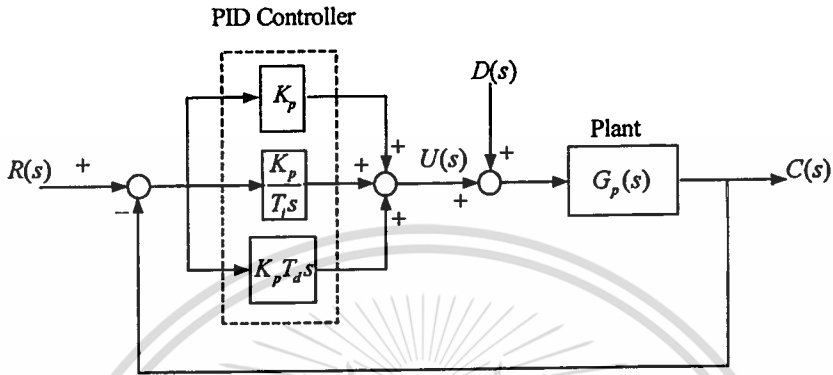 PID Controller
D(s)
K_p
Plant
R(s) + + + U(s) +
K_p
T_i s
+ G_p(s) C(s)
− + +
K_p T_d s